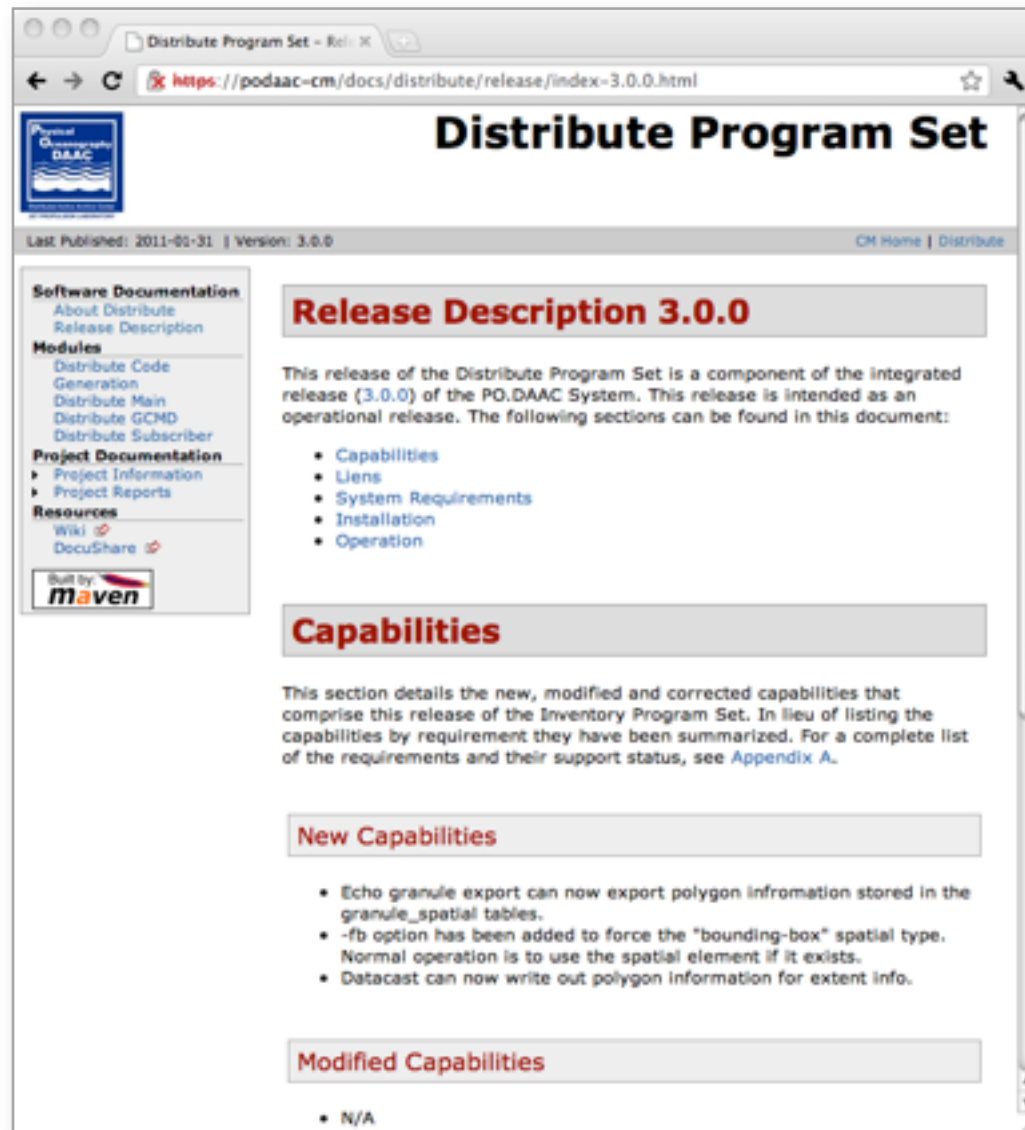 Distribute Program Set – Rel
https://podaac-cm/docs/distribute/release/index-3.0.0.html
Physical
Oceanography
DAAC
Distribute Program Set
Last Published: 2011-01-31 | Version: 3.0.0
CM Home | Distribute
Software Documentation
About Distribute
Release Description
Modules
Distribute Code
Generation
Distribute Main
Distribute GCMD
Distribute Subscriber
Project Documentation
Project Information
Project Reports
Resources
Wiki
DocuShare
Built by:
maven
Release Description 3.0.0
This release of the Distribute Program Set is a component of the integrated
release (3.0.0) of the PO.DAAC System. This release is intended as an
operational release. The following sections can be found in this document:
• Capabilities
• Liens
• System Requirements
• Installation
• Operation
Capabilities
This section details the new, modified and corrected capabilities that
comprise this release of the Inventory Program Set. In lieu of listing the
capabilities by requirement they have been summarized. For a complete list
of the requirements and their support status, see Appendix A.
New Capabilities
• Echo granule export can now export polygon infromation stored in the
granule_spatial tables.
• -fb option has been added to force the "bounding-box" spatial type.
Normal operation is to use the spatial element if it exists.
• Datacast can now write out polygon information for extent info.
Modified Capabilities
• N/A